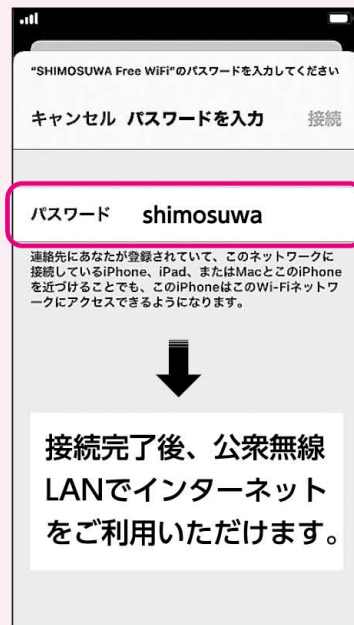 “SHIMOSUWA Free WiFi”のパスワードを入力してください
キャンセル パスワードを入力 接続
パスワード shimosuwa
連絡先にあなたが登録されていて、このネットワークに
接続しているiPhone、iPad、またはMacとこのiPhone
を近づけることでも、このiPhoneはこのWi-Fiネットワ
ークにアクセスできるようになります。
接続完了後、公衆無線
LANでインターネット
をご利用いただけます。